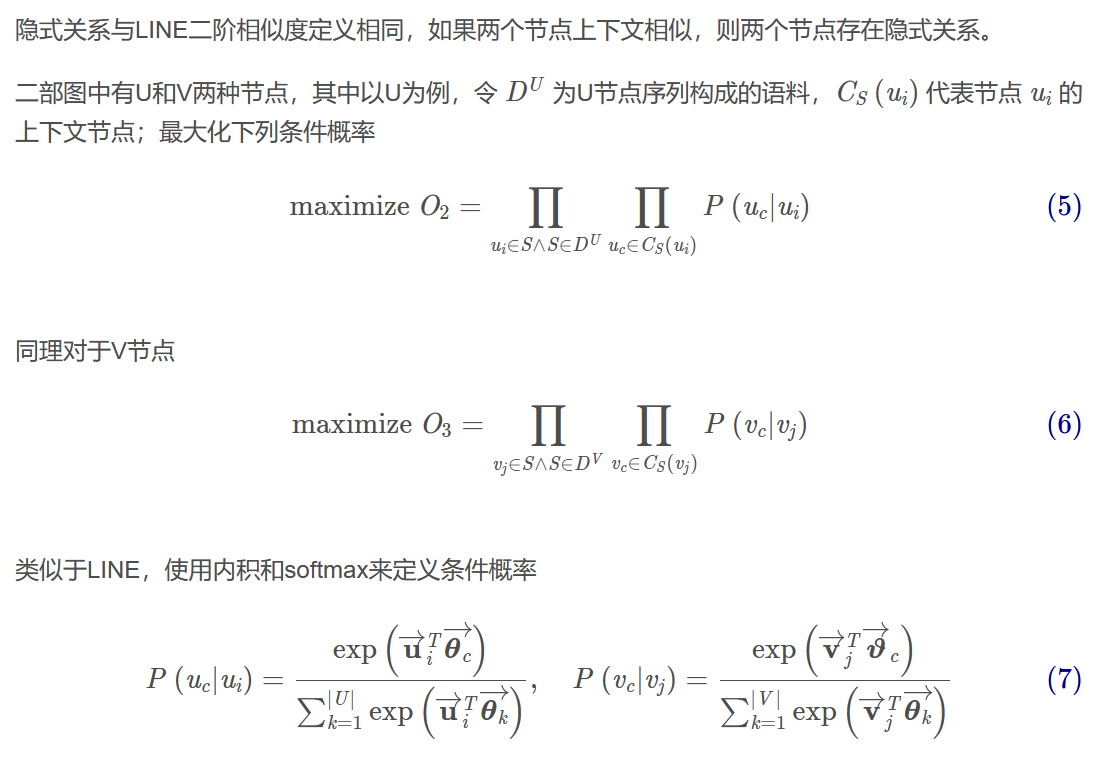 隐式关系与LINE二阶相似度定义相同，如果两个节点上下文相似，则两个节点存在隐式关系。
二部图中有U和V两种节点，其中以U为例，令 $D^U$ 为U节点序列构成的语料， $C_S(u_i)$ 代表节点 $u_i$ 的
上下文节点；最大化下列条件概率
$\text{maximize } O_2 = \prod_{u_i \in S \wedge S \in D^U} \prod_{u_c \in C_S(u_i)} P(u_c|u_i)$ (5)
同理对于V节点
$\text{maximize } O_3 = \prod_{v_j \in S \wedge S \in D^V} \prod_{v_c \in C_S(v_j)} P(v_c|v_j)$ (6)
类似于LINE，使用内积和softmax来定义条件概率
$P(u_c|u_i) = \frac{\exp\left(\overrightarrow{\mathbf{u}}_i^T \overrightarrow{\boldsymbol{\theta}_c}\right)}{\sum_{k=1}^{|U|} \exp\left(\overrightarrow{\mathbf{u}}_i^T \overrightarrow{\boldsymbol{\theta}_k}\right)}, \quad P(v_c|v_j) = \frac{\exp\left(\overrightarrow{\mathbf{v}}_j^T \overrightarrow{\boldsymbol{\vartheta}}_c\right)}{\sum_{k=1}^{|V|} \exp\left(\overrightarrow{\mathbf{v}}_j^T \overrightarrow{\boldsymbol{\theta}_k}\right)}$ (7)